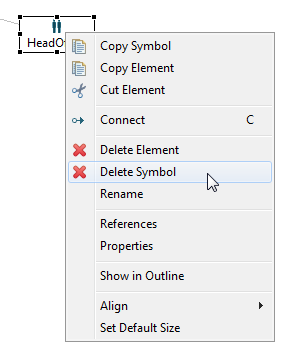 HeadO
Copy Symbol
Copy Element
Cut Element
Connect C
Delete Element
Delete Symbol
Rename
References
Properties
Show in Outline
Align
Set Default Size